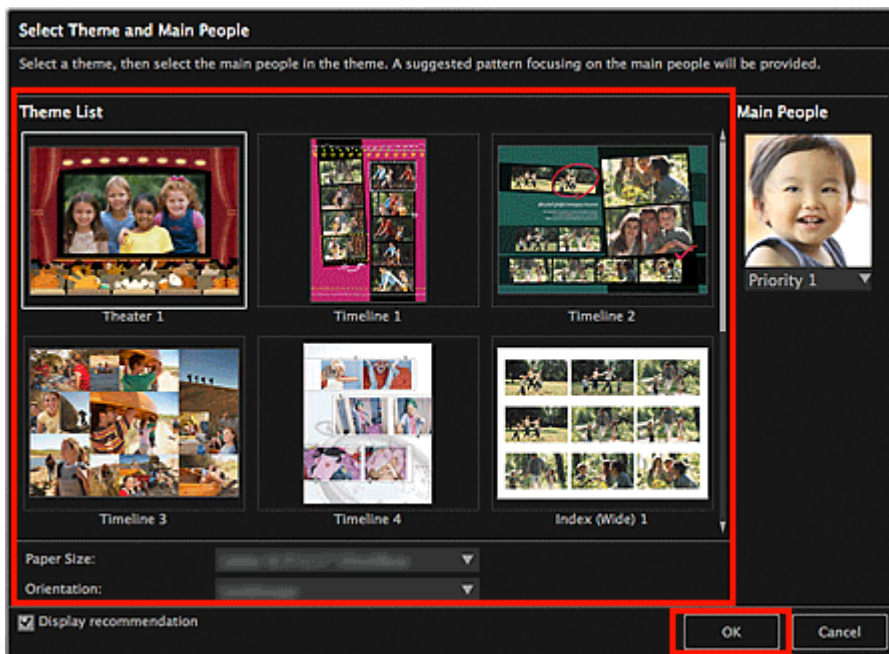 Select Theme and Main People
Select a theme, then select the main people in the theme. A suggested pattern focusing on the main people will be provided.
Theme List
Main People
Theater 1
Timeline 1
Timeline 2
Priority 1
Timeline 3
Timeline 4
Index (Wide) 1
Paper Size:
Orientation:
Display recommendation
OK
Cancel